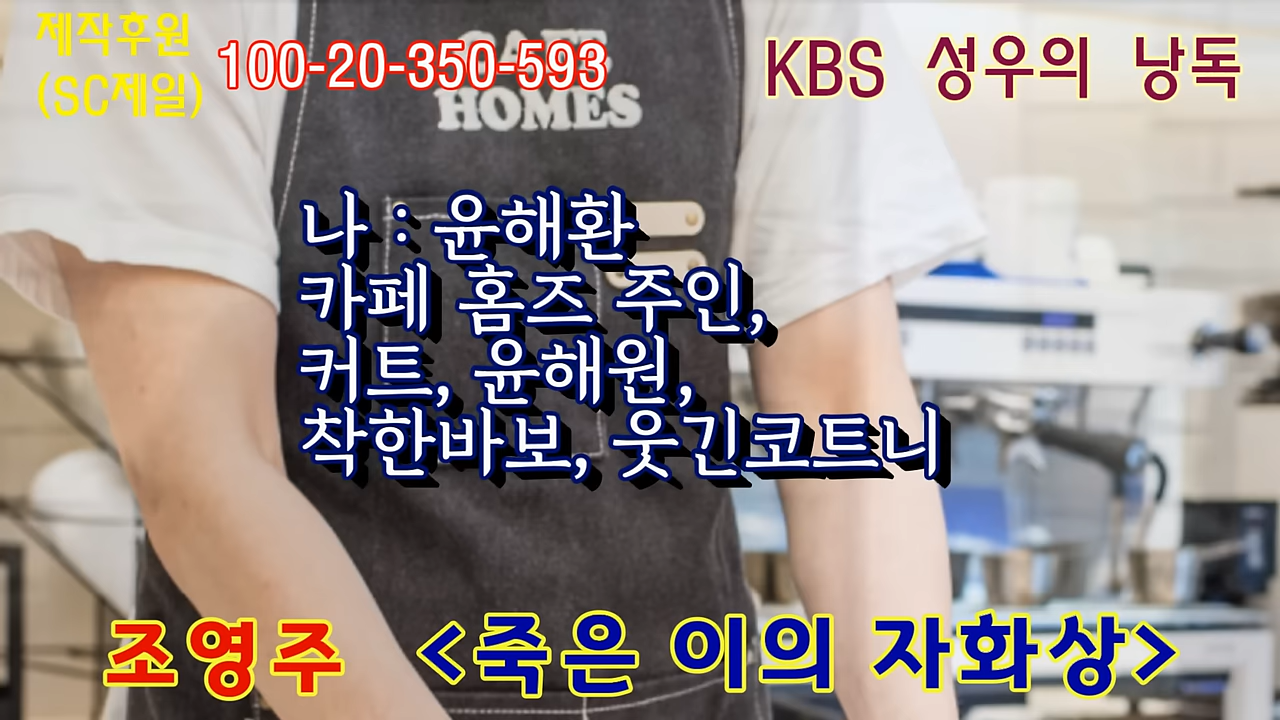 제작후원
(SC제일)
100-20-350-593
KBS 성우의 낭독
CAFE
HOMES
나 : 윤해환
카페 홈즈 주인,
커트, 윤해원,
착한바보, 웃긴코트니
조영주 <죽은 이의 자화상>